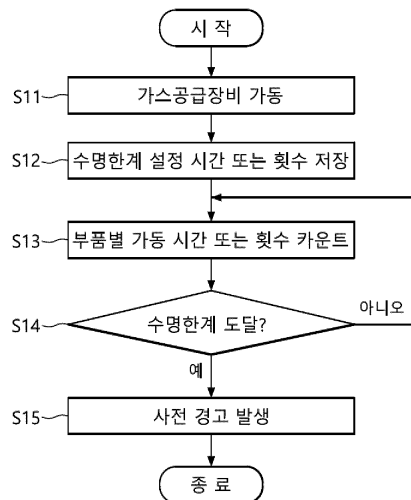 시 작
S11 가스공급장비 가동
S12 수명한계 설정 시간 또는 횟수 저장
S13 부품별 가동 시간 또는 횟수 카운트
S14 수명한계 도달? 아니오
예
S15 사전 경고 발생
종 료